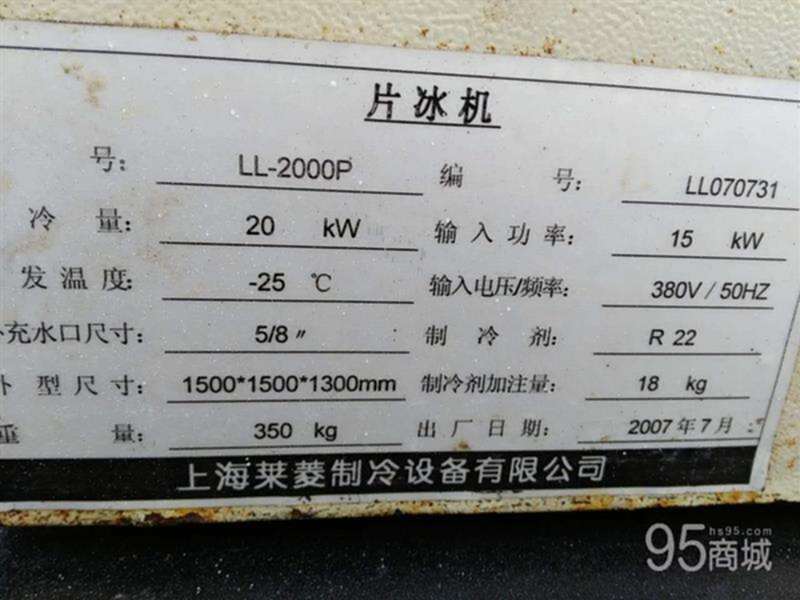 片冰机
号: LL-2000P 编 号: LL070731
冷 量: 20 kW 输入功率: 15 kW
发温度: -25 ℃ 输入电压/频率: 380V / 50HZ
充水口尺寸: 5/8〃 制 冷 剂: R 22
型尺寸: 1500*1500*1300mm 制冷剂加注量: 18 kg
重 量: 350 kg 出厂日期: 2007年7月
上海莱菱制冷设备有限公司
hs95.com
95商城